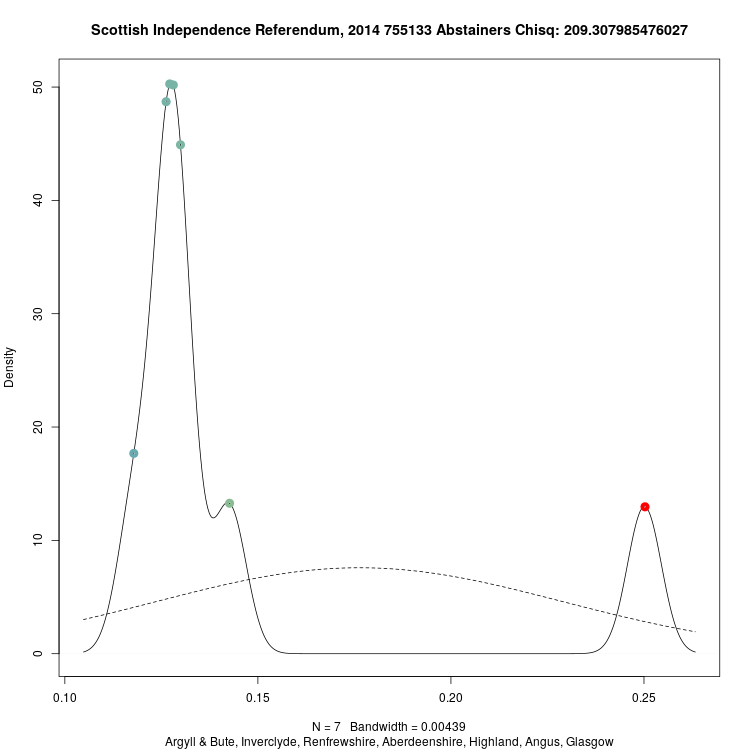 Scottish Independence Referendum, 2014 755133 Abstainers Chisq: 209.307985476027
50
40
30
20
10
0
Density
0.10 0.15 0.20 0.25
N = 7 Bandwidth = 0.00439
Argyll & Bute, Inverclyde, Renfrewshire, Aberdeenshire, Highland, Angus, Glasgow